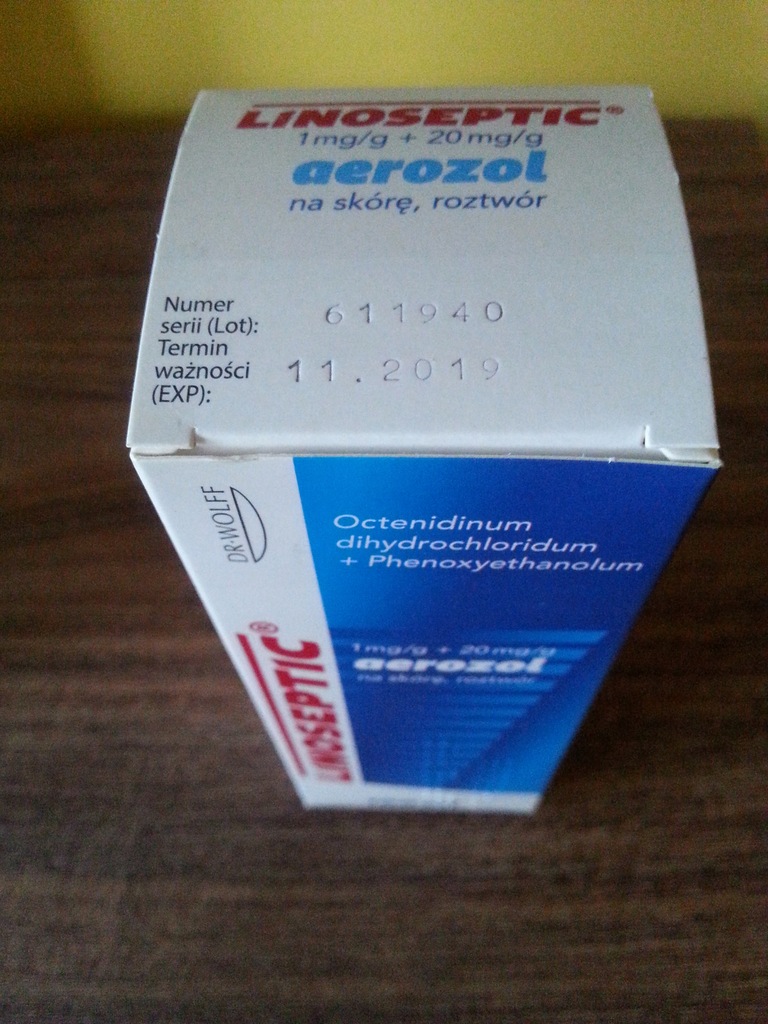 LINOSEPTIC®
1mg/g + 20mg/g
aerozol
na skórę, roztwór
Numer
serii (Lot):
611940
Termin
ważności
(EXP):
11.2019
DR·WOLFF
Octenidinum
dihydrochloridum
+ Phenoxyethanolum
LINOSEPTIC®
1mg/g + 20mg/g
aerozol
na skórę, roztwór